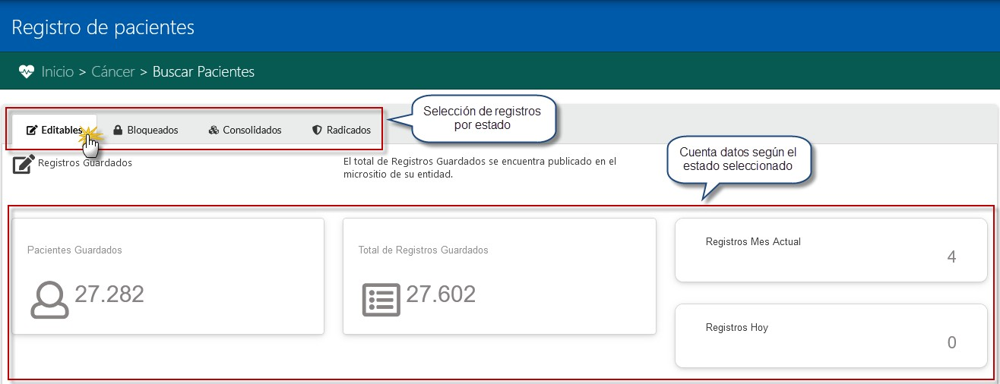 Registro de pacientes
Inicio > Cáncer > Buscar Pacientes
Selección de registros
por estado
Editables Bloqueados Consolidados Radicados
Cuenta datos según el
estado seleccionado
Registros Guardados
El total de Registros Guardados se encuentra publicado en el
micrositio de su entidad.
Pacientes Guardados
27.282
Total de Registros Guardados
27.602
Registros Mes Actual
4
Registros Hoy
0